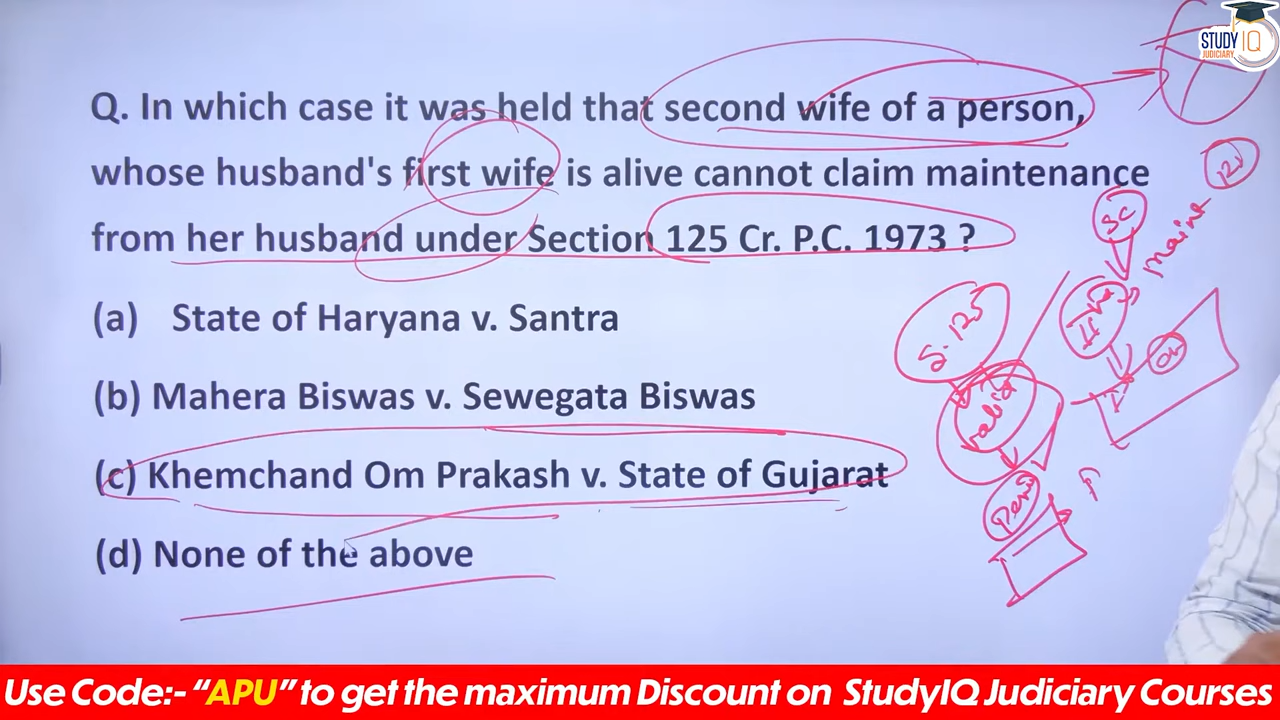 STUDY IQ
JUDICIARY
Q. In which case it was held that second wife of a person,
whose husband's first wife is alive cannot claim maintenance
from her husband under Section 125 Cr. P.C. 1973 ?
(a) State of Haryana v. Santra
(b) Mahera Biswas v. Sewegata Biswas
(c) Khemchand Om Prakash v. State of Gujarat
(d) None of the above
125
SC
maint
S.125
Use Code:- “APU” to get the maximum Discount on StudyIQ Judiciary Courses